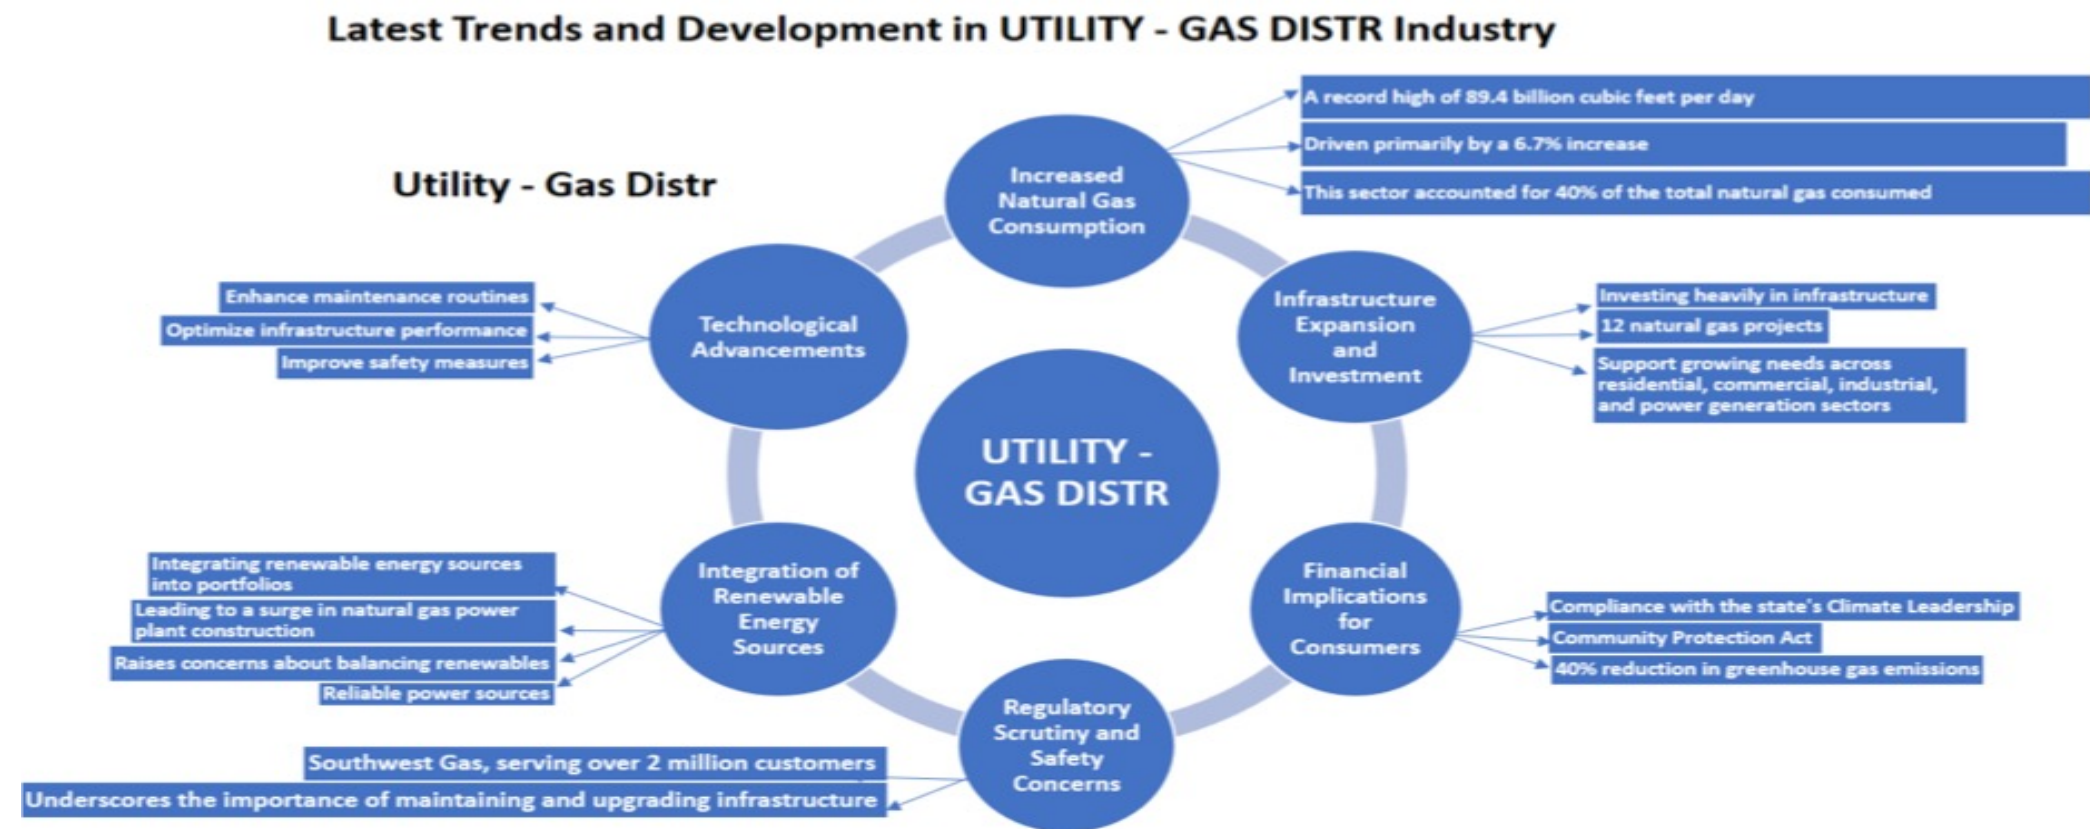 Latest Trends and Development in UTILITY - GAS DISTR Industry
Utility - Gas Distr
Increased
Natural Gas
Consumption
A record high of 89.4 billion cubic feet per day
Driven primarily by a 6.7% increase
This sector accounted for 40% of the total natural gas consumed
Infrastructure
Expansion
and
Investment
Investing heavily in infrastructure
12 natural gas projects
Support growing needs across
residential, commercial, industrial,
and power generation sectors
Financial
Implications
for
Consumers
Compliance with the state's Climate Leadership
Community Protection Act
40% reduction in greenhouse gas emissions
Regulatory
Scrutiny and
Safety
Concerns
Southwest Gas, serving over 2 million customers
Underscores the importance of maintaining and upgrading infrastructure
Integration of
Renewable
Energy
Sources
Integrating renewable energy sources
into portfolios
Leading to a surge in natural gas power
plant construction
Raises concerns about balancing renewables
Reliable power sources
Technological
Advancements
Enhance maintenance routines
Optimize infrastructure performance
Improve safety measures
UTILITY -
GAS DISTR